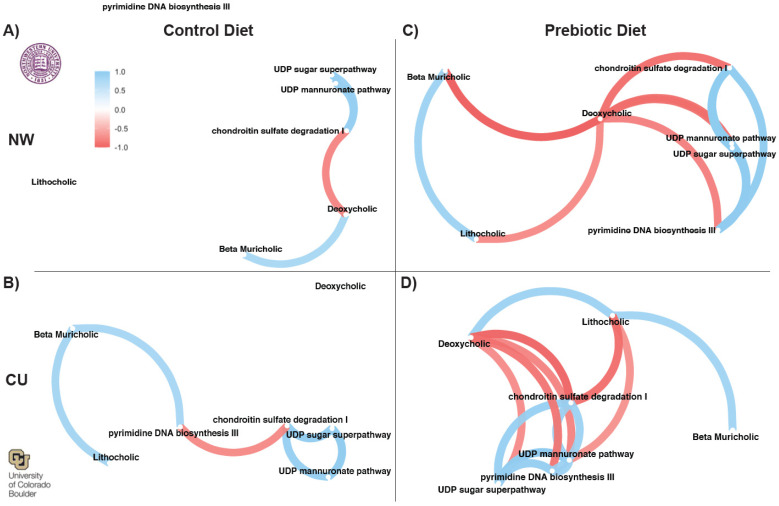 pyrimidine DNA biosynthesis III
A)
Control Diet
C)
Prebiotic Diet
UDP sugar superpathway
UDP mannuronate pathway
chondroitin sulfate degradation I
Beta Muricholic
1.0
0.5
0.0
-0.5
-1.0
NW
Lithocholic
Deoxycholic
Beta Muricholic
Deoxycholic
chondroitin sulfate degradation I
UDP mannuronate pathway
UDP sugar superpathway
pyrimidine DNA biosynthesis III
Lithocholic
B)
Deoxycholic
D)
Beta Muricholic
CU
pyrimidine DNA biosynthesis III
chondroitin sulfate degradation I
UDP sugar superpathway
Lithocholic
UDP mannuronate pathway
Lithocholic
Deoxycholic
chondroitin sulfate degradation I
Beta Muricholic
UDP mannuronate pathway
pyrimidine DNA biosynthesis III
UDP sugar superpathway
CU
University
of Colorado
Boulder